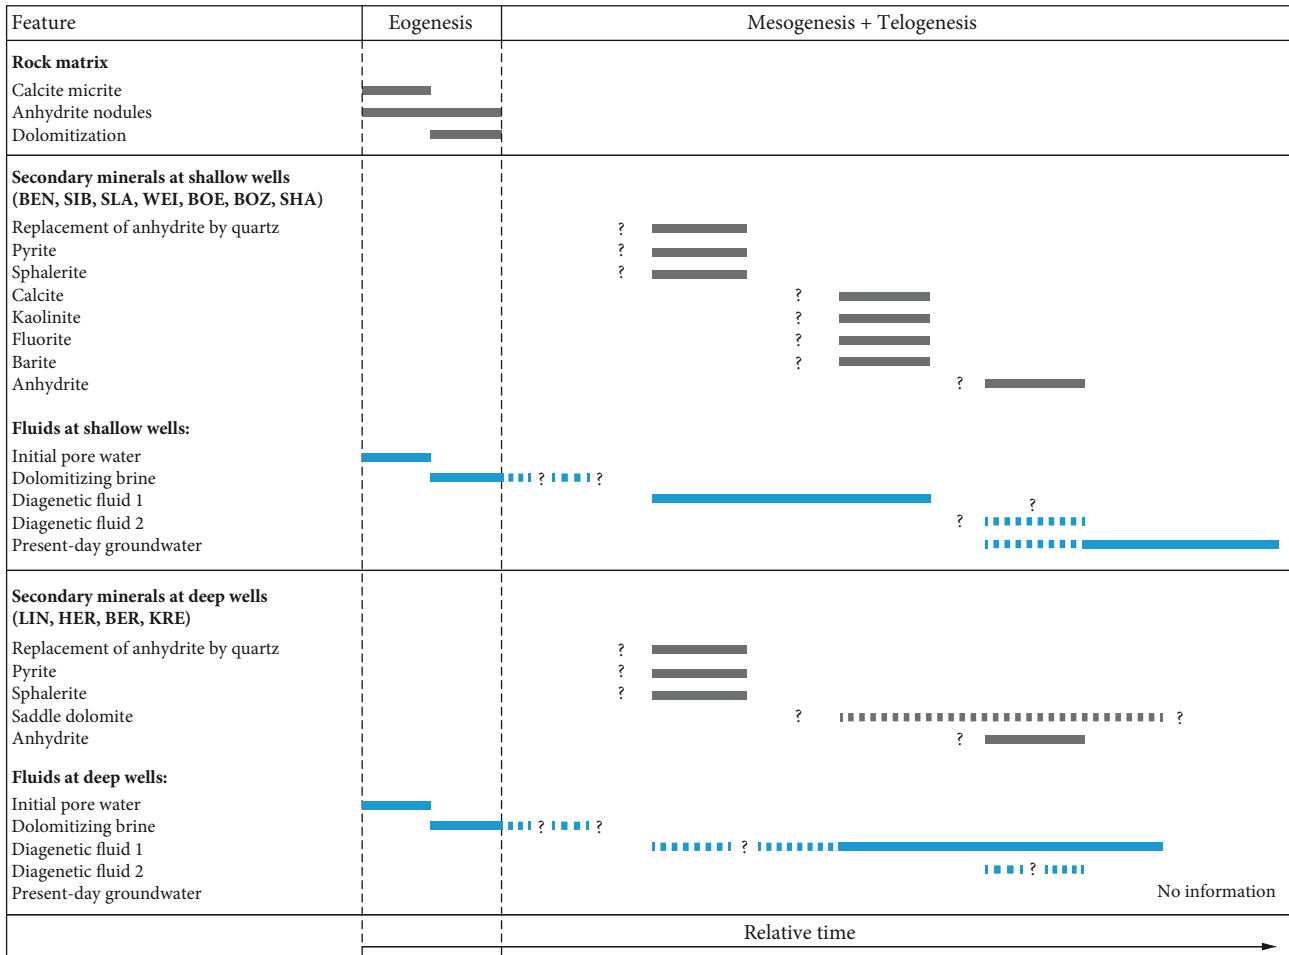 Feature Eogenesis Mesogenesis + Telogenesis
Rock matrix
Calcite micrite
Anhydrite nodules
Dolomitization
Secondary minerals at shallow wells
(BEN, SIB, SLA, WEI, BOE, BOZ, SHA)
Replacement of anhydrite by quartz ?
Pyrite ?
Sphalerite ?
Calcite ?
Kaolinite ?
Fluorite ?
Barite ?
Anhydrite ?
Fluids at shallow wells:
Initial pore water
Dolomitizing brine ? ?
Diagenetic fluid 1
?
Diagenetic fluid 2 ?
Present-day groundwater
Secondary minerals at deep wells
(LIN, HER, BER, KRE)
Replacement of anhydrite by quartz ?
Pyrite ?
Sphalerite ?
Saddle dolomite ? ?
Anhydrite ?
Fluids at deep wells:
Initial pore water
Dolomitizing brine ? ?
Diagenetic fluid 1 ?
Diagenetic fluid 2 ?
Present-day groundwater No information
Relative time